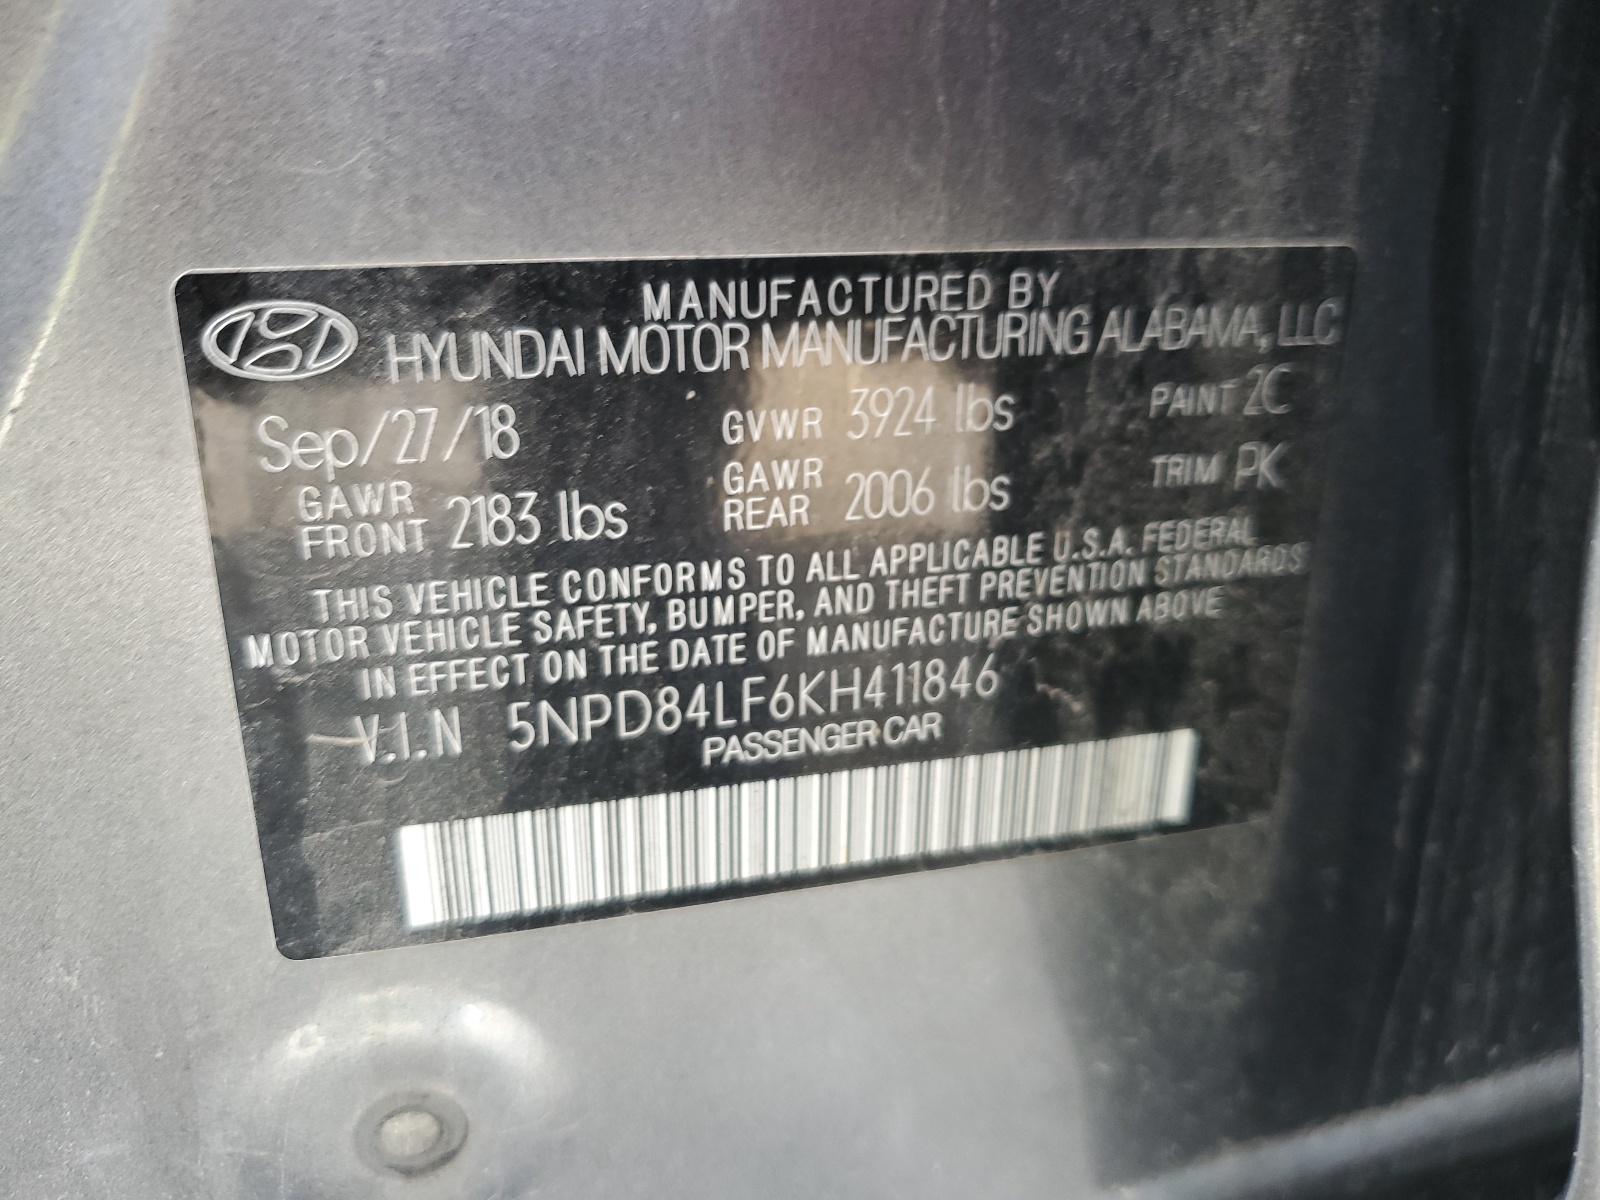 MANUFACTURED BY
HYUNDAI MOTOR MANUFACTURING ALABAMA, LLC
Sep/27/18 GVWR 3924 lbs PAINT 2C
GAWR FRONT 2183 lbs GAWR REAR 2006 lbs TRIM PK
THIS VEHICLE CONFORMS TO ALL APPLICABLE U.S.A. FEDERAL
MOTOR VEHICLE SAFETY, BUMPER, AND THEFT PREVENTION STANDARDS
IN EFFECT ON THE DATE OF MANUFACTURE SHOWN ABOVE
V.I.N 5NPD84LF6KH411846
PASSENGER CAR